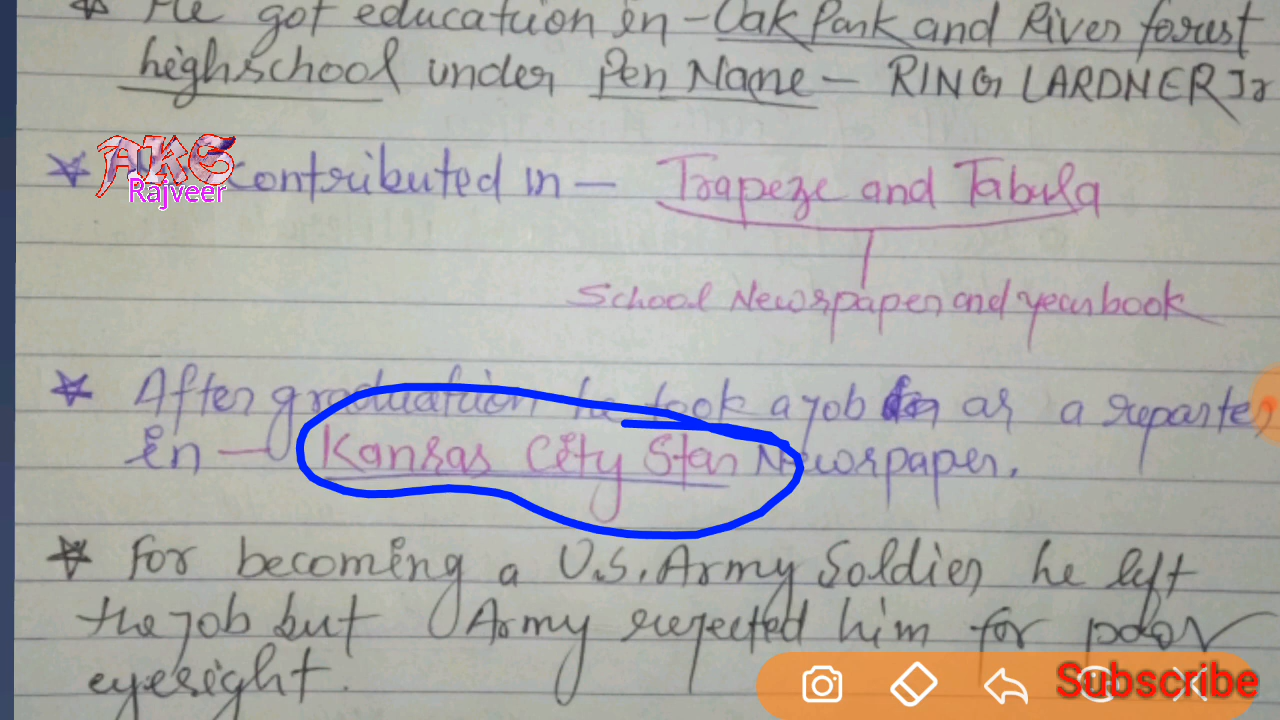 He got education in - Oak Park and River forest
highschool under Pen Name - RING LARDNER Jr
AKG
Rajveer
contributed in - Trapeze and Tabula
School Newspaper and yearbook
After graduation he took a job as a reporter
in - Kansas City Star Newspaper.
For becoming a U.S. Army Soldier he left
the job but Army rejected him for poor
eyesight.
Subscribe